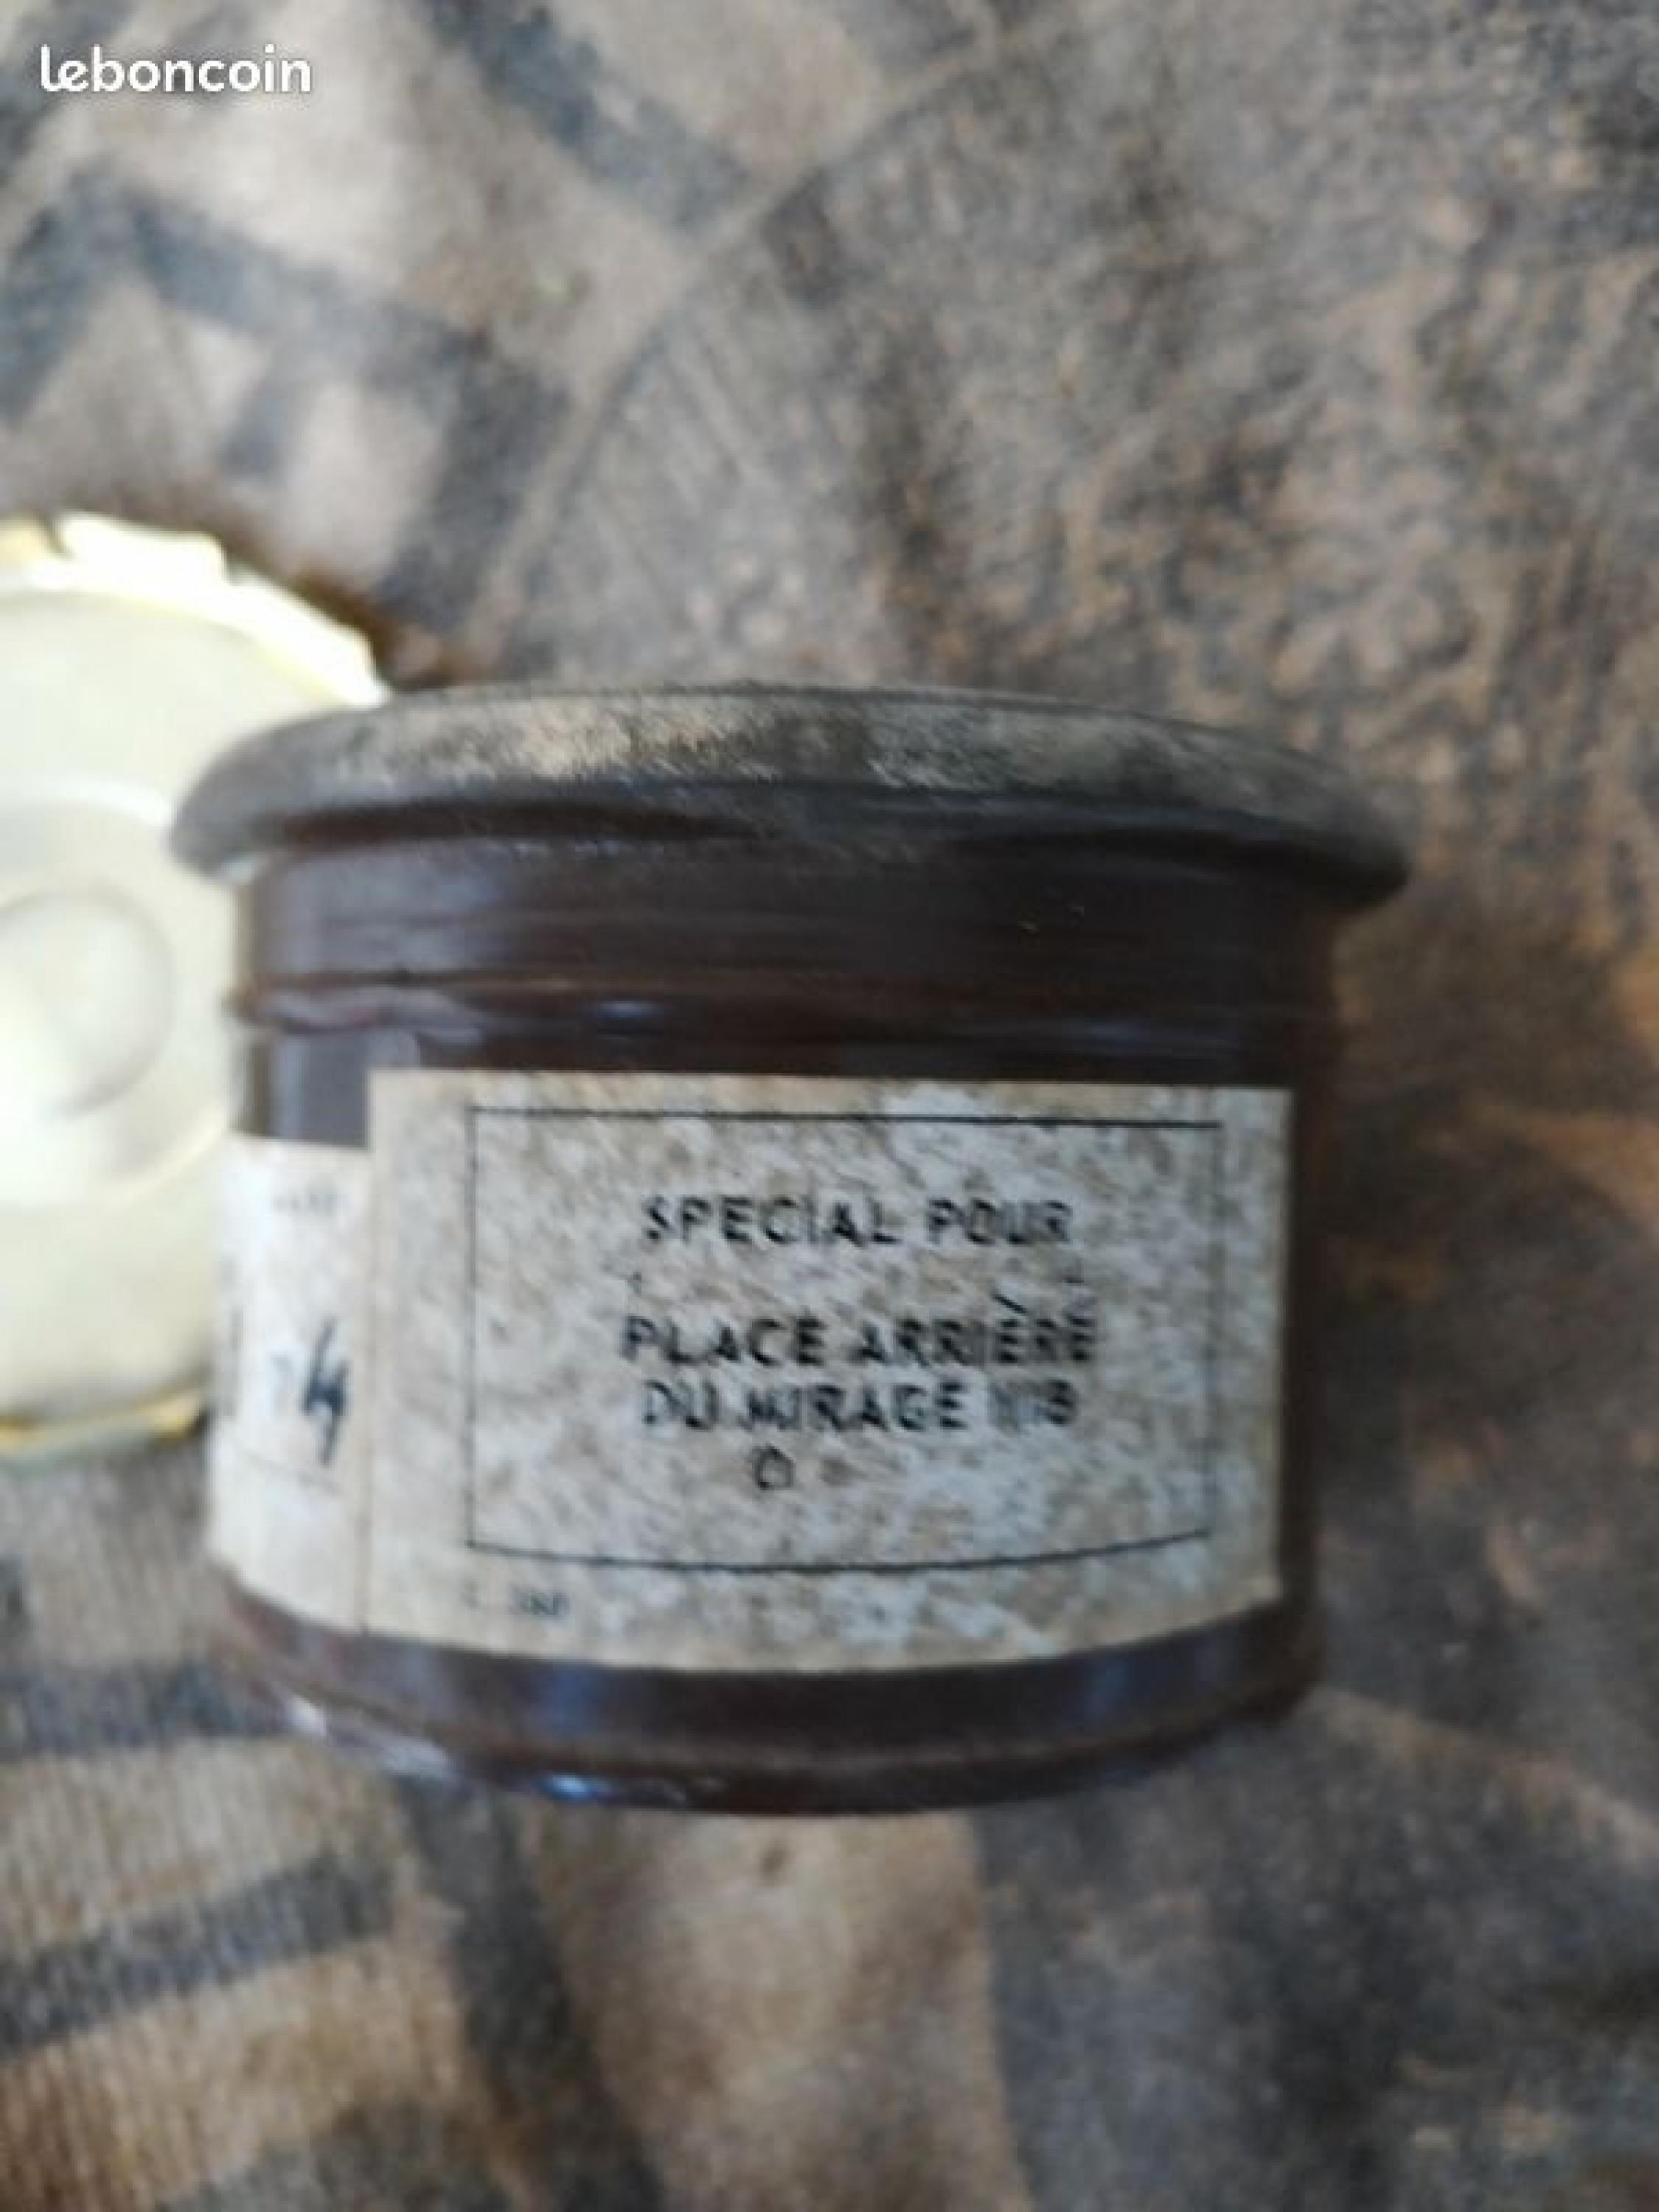 leboncoin
SPECIAL POUR
PLACE ARRIÈRE
DU MIRAGE IIIB